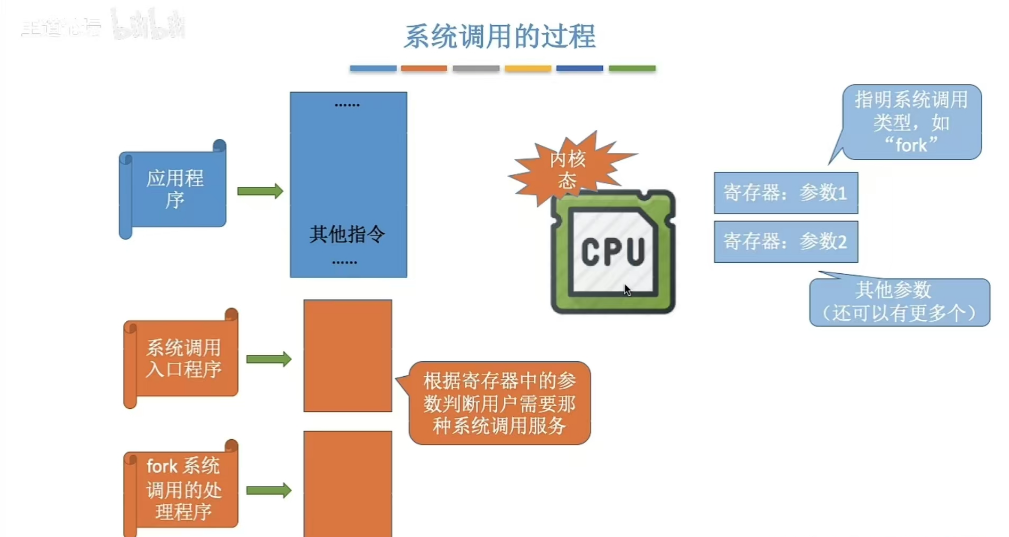 bilibili
系统调用的过程
......
应用程
序
其他指令
......
内核
态
CPU
指明系统调用
类型，如
“fork”
寄存器：参数1
寄存器：参数2
其他参数
（还可以有更多个）
系统调用
入口程序
根据寄存器中的参
数判断用户需要那
种系统调用服务
fork 系统
调用的处
理程序